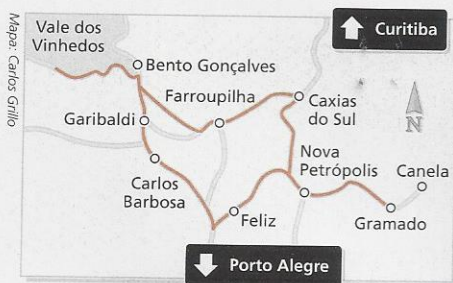 Mapa: Carlos Grillo
Vale dos
Vinhedos
Curitiba
Bento Gonçalves
Farroupilha
Caxias
do Sul
Garibaldi
N
Nova
Petrópolis
Canela
Carlos
Barbosa
Feliz
Gramado
Porto Alegre